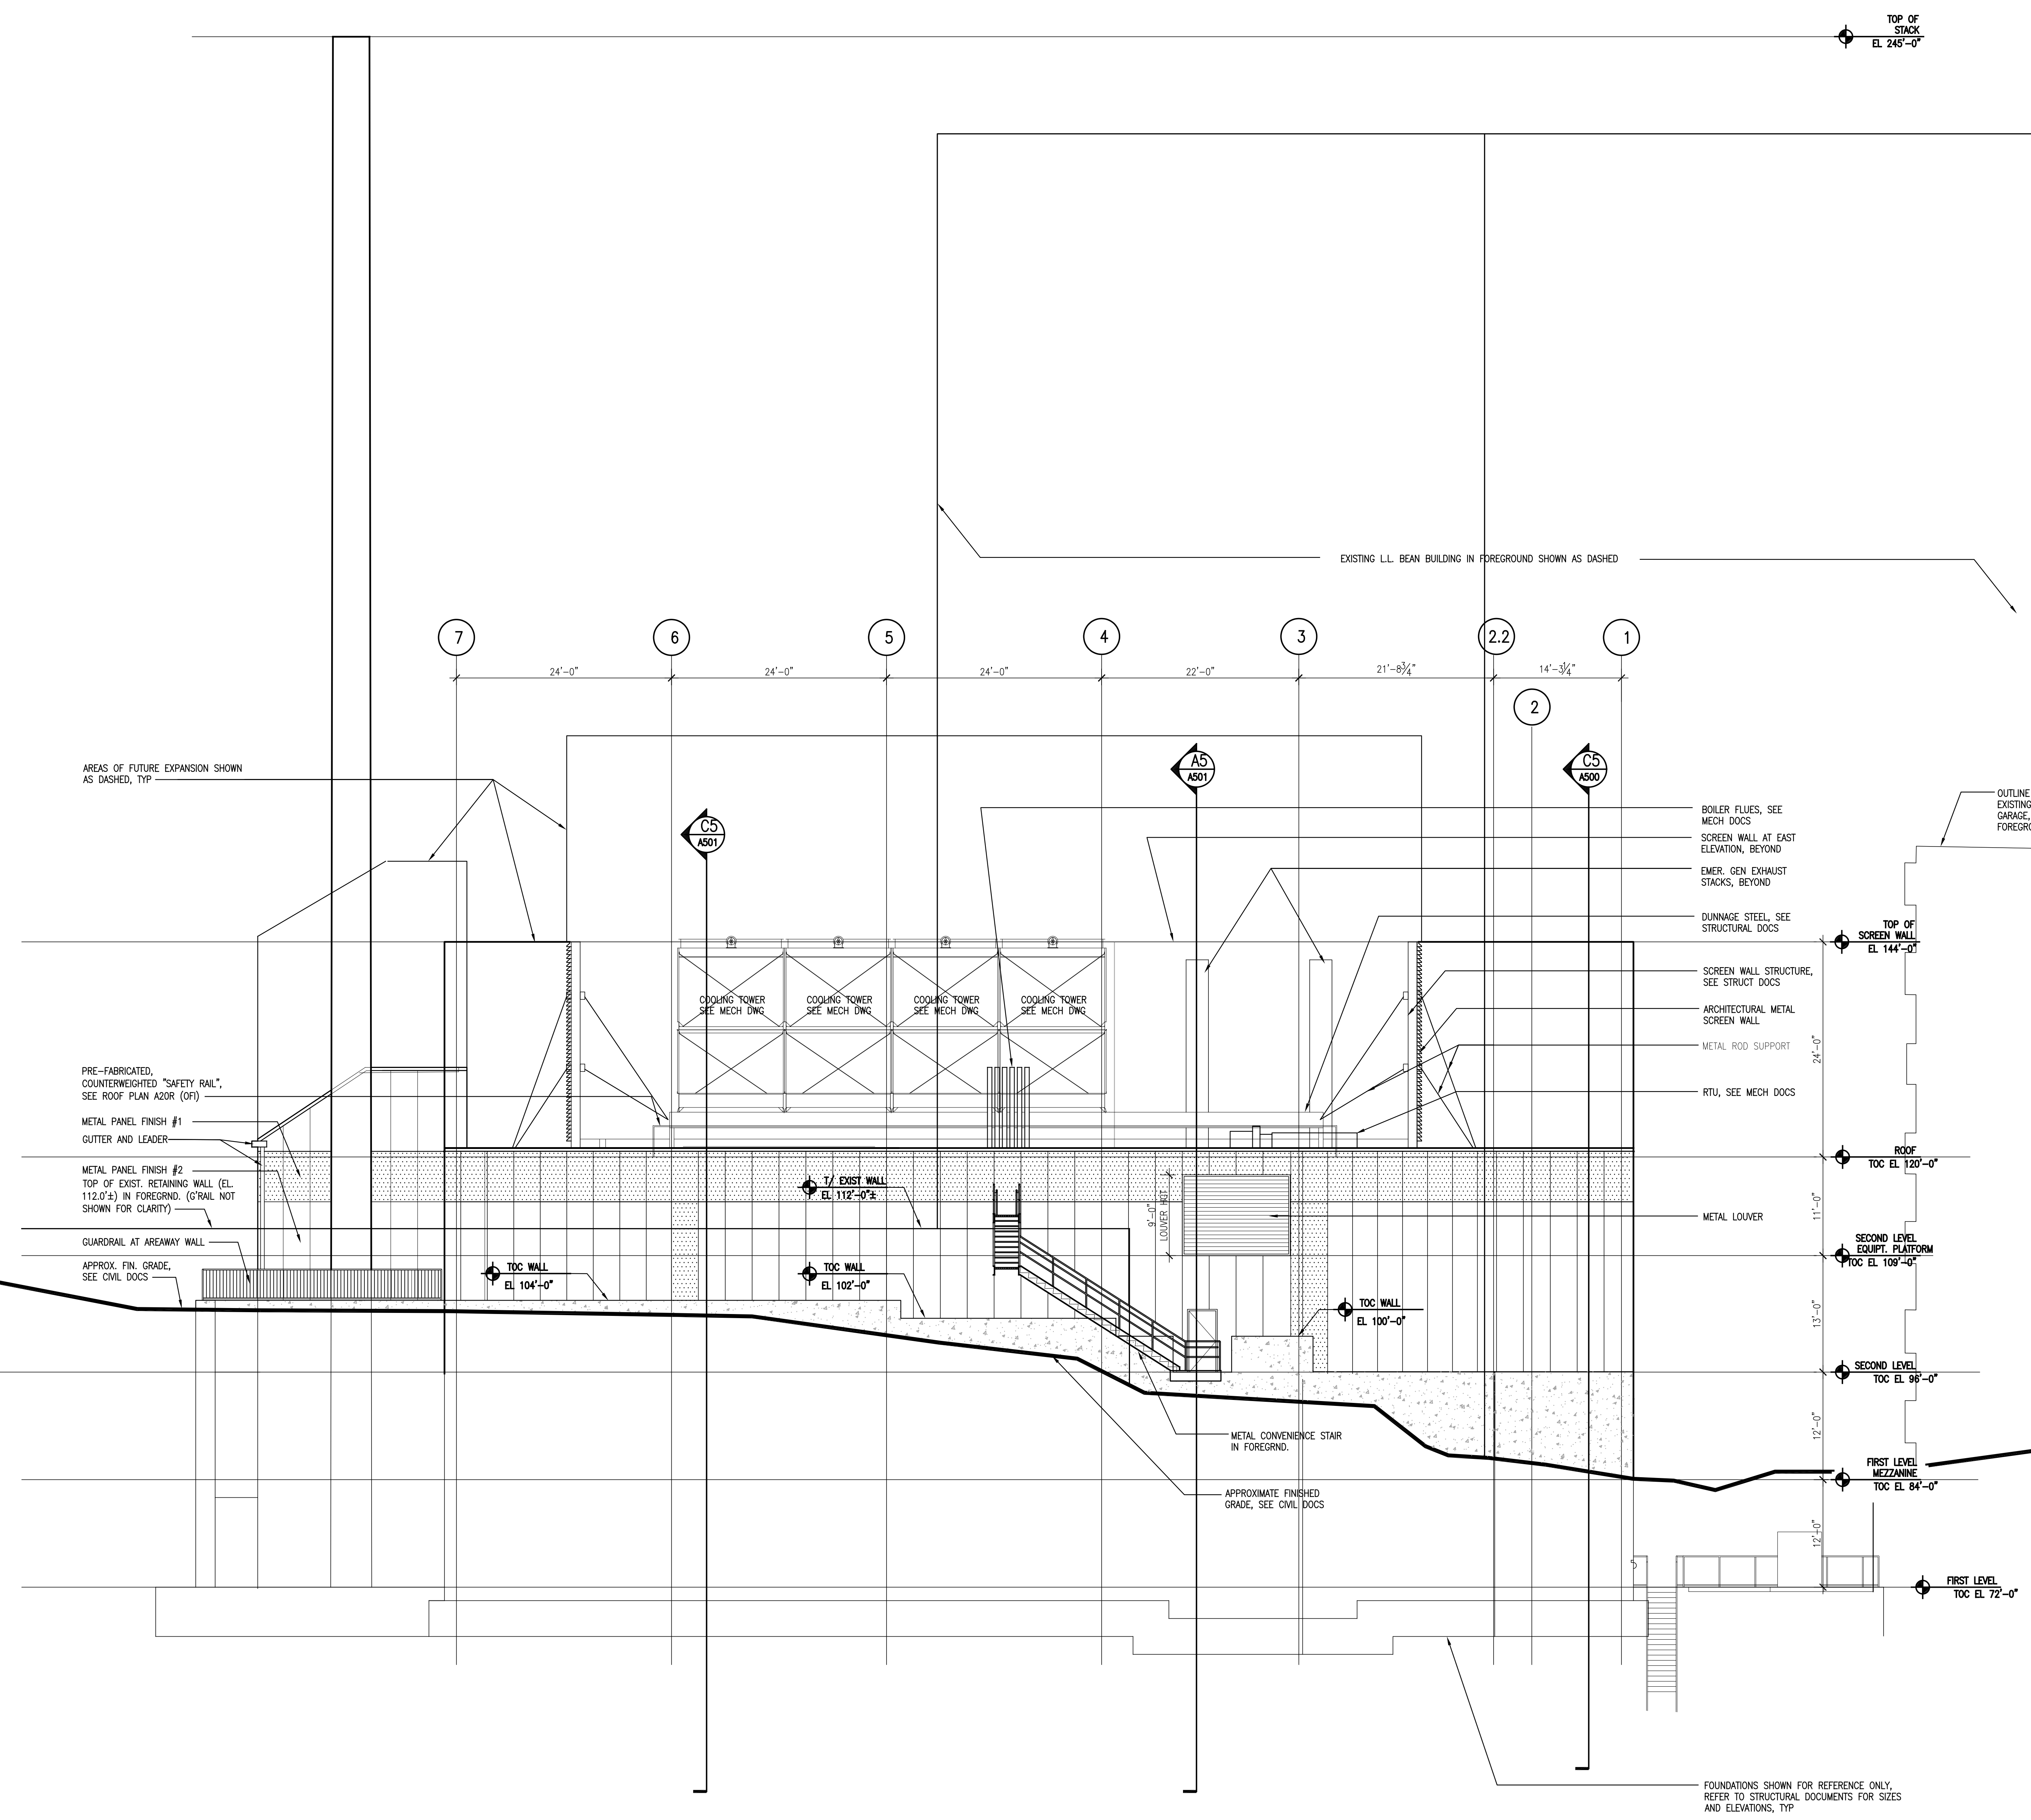 TOP OF
STACK
EL 245'-0"
EXISTING L.L. BEAN BUILDING IN FOREGROUND SHOWN AS DASHED
7
6
5
4
3
2.2
1
24'-0"
24'-0"
24'-0"
22'-0"
21'-8¾"
14'-3¼"
2
AREAS OF FUTURE EXPANSION SHOWN
AS DASHED, TYP
A5
A501
C5
A500
C5
A501
OUTLINE
EXISTING
GARAGE,
BOILER FLUES, SEE
MECH DOCS
SCREEN WALL AT EAST
ELEVATION, BEYOND
EMER. GEN EXHAUST
STACKS, BEYOND
DUNNAGE STEEL, SEE
STRUCTURAL DOCS
TOP OF
SCREEN WALL
EL 144'-0"
SCREEN WALL STRUCTURE,
SEE STRUCT DOCS
COOLING TOWER
SEE MECH DWG
COOLING TOWER
SEE MECH DWG
COOLING TOWER
SEE MECH DWG
COOLING TOWER
SEE MECH DWG
ARCHITECTURAL METAL
SCREEN WALL
METAL ROD SUPPORT
24'-0"
RTU, SEE MECH DOCS
PRE-FABRICATED,
COUNTERWEIGHTED "SAFETY RAIL",
SEE ROOF PLAN A20R (OFI)
METAL PANEL FINISH #1
GUTTER AND LEADER
METAL PANEL FINISH #2
TOP OF EXIST. RETAINING WALL (EL.
112.0'±) IN FOREGRND. (G'RAIL NOT
SHOWN FOR CLARITY)
GUARDRAIL AT AREAWAY WALL
APPROX. FIN. GRADE,
SEE CIVIL DOCS
ROOF
TOC EL 120'-0"
T/ EXIST WALL
EL 112'-0"±
9'-0"
LOUVER HGT
METAL LOUVER
11'-0"
SECOND LEVEL
EQUIPT. PLATFORM
TOC EL 109'-0"
TOC WALL
EL 104'-0"
TOC WALL
EL 102'-0"
TOC WALL
EL 100'-0"
13'-0"
SECOND LEVEL
TOC EL 96'-0"
METAL CONVENIENCE STAIR
IN FOREGRND.
12'-0"
FIRST LEVEL
MEZZANINE
TOC EL 84'-0"
APPROXIMATE FINISHED
GRADE, SEE CIVIL DOCS
12'-0"
FIRST LEVEL
TOC EL 72'-0"
FOUNDATIONS SHOWN FOR REFERENCE ONLY,
REFER TO STRUCTURAL DOCUMENTS FOR SIZES
AND ELEVATIONS, TYP